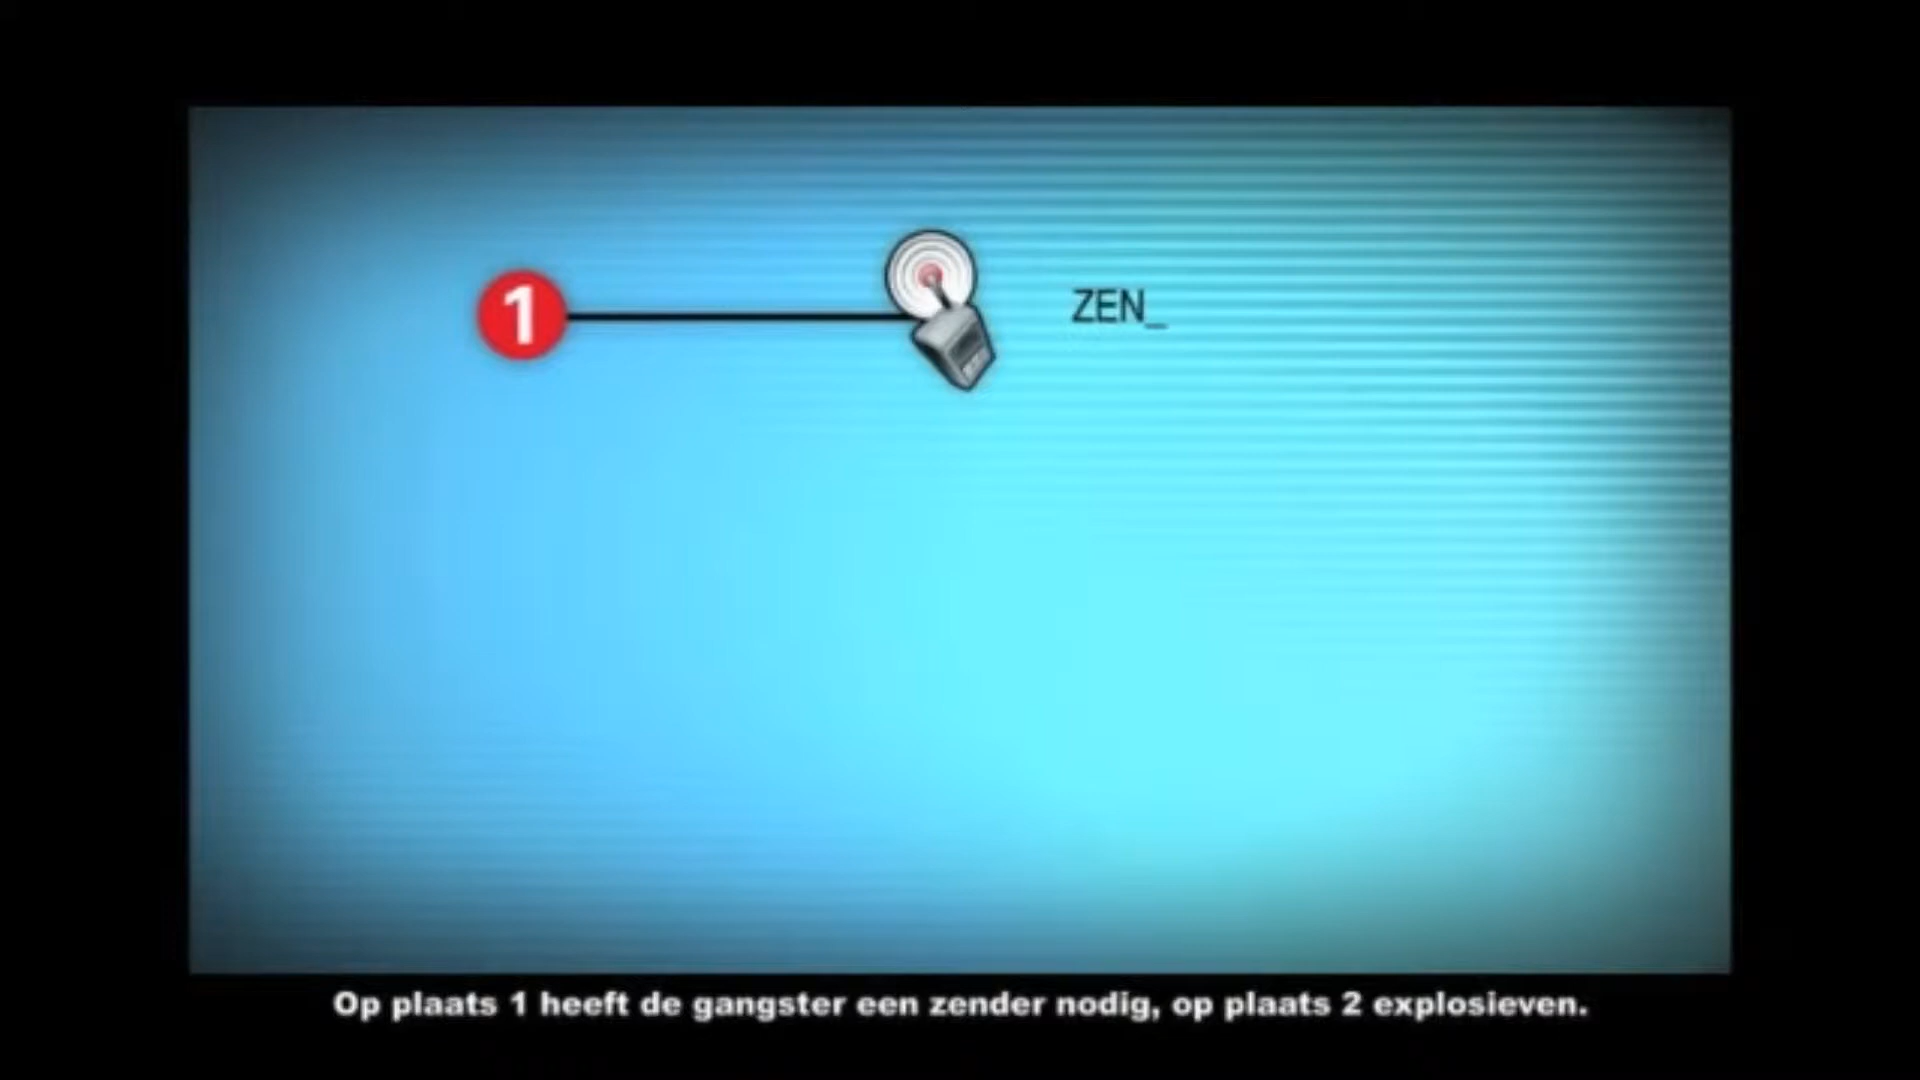 1
ZEN_
Op plaats 1 heeft de gangster een zender nodig, op plaats 2 explosieven.